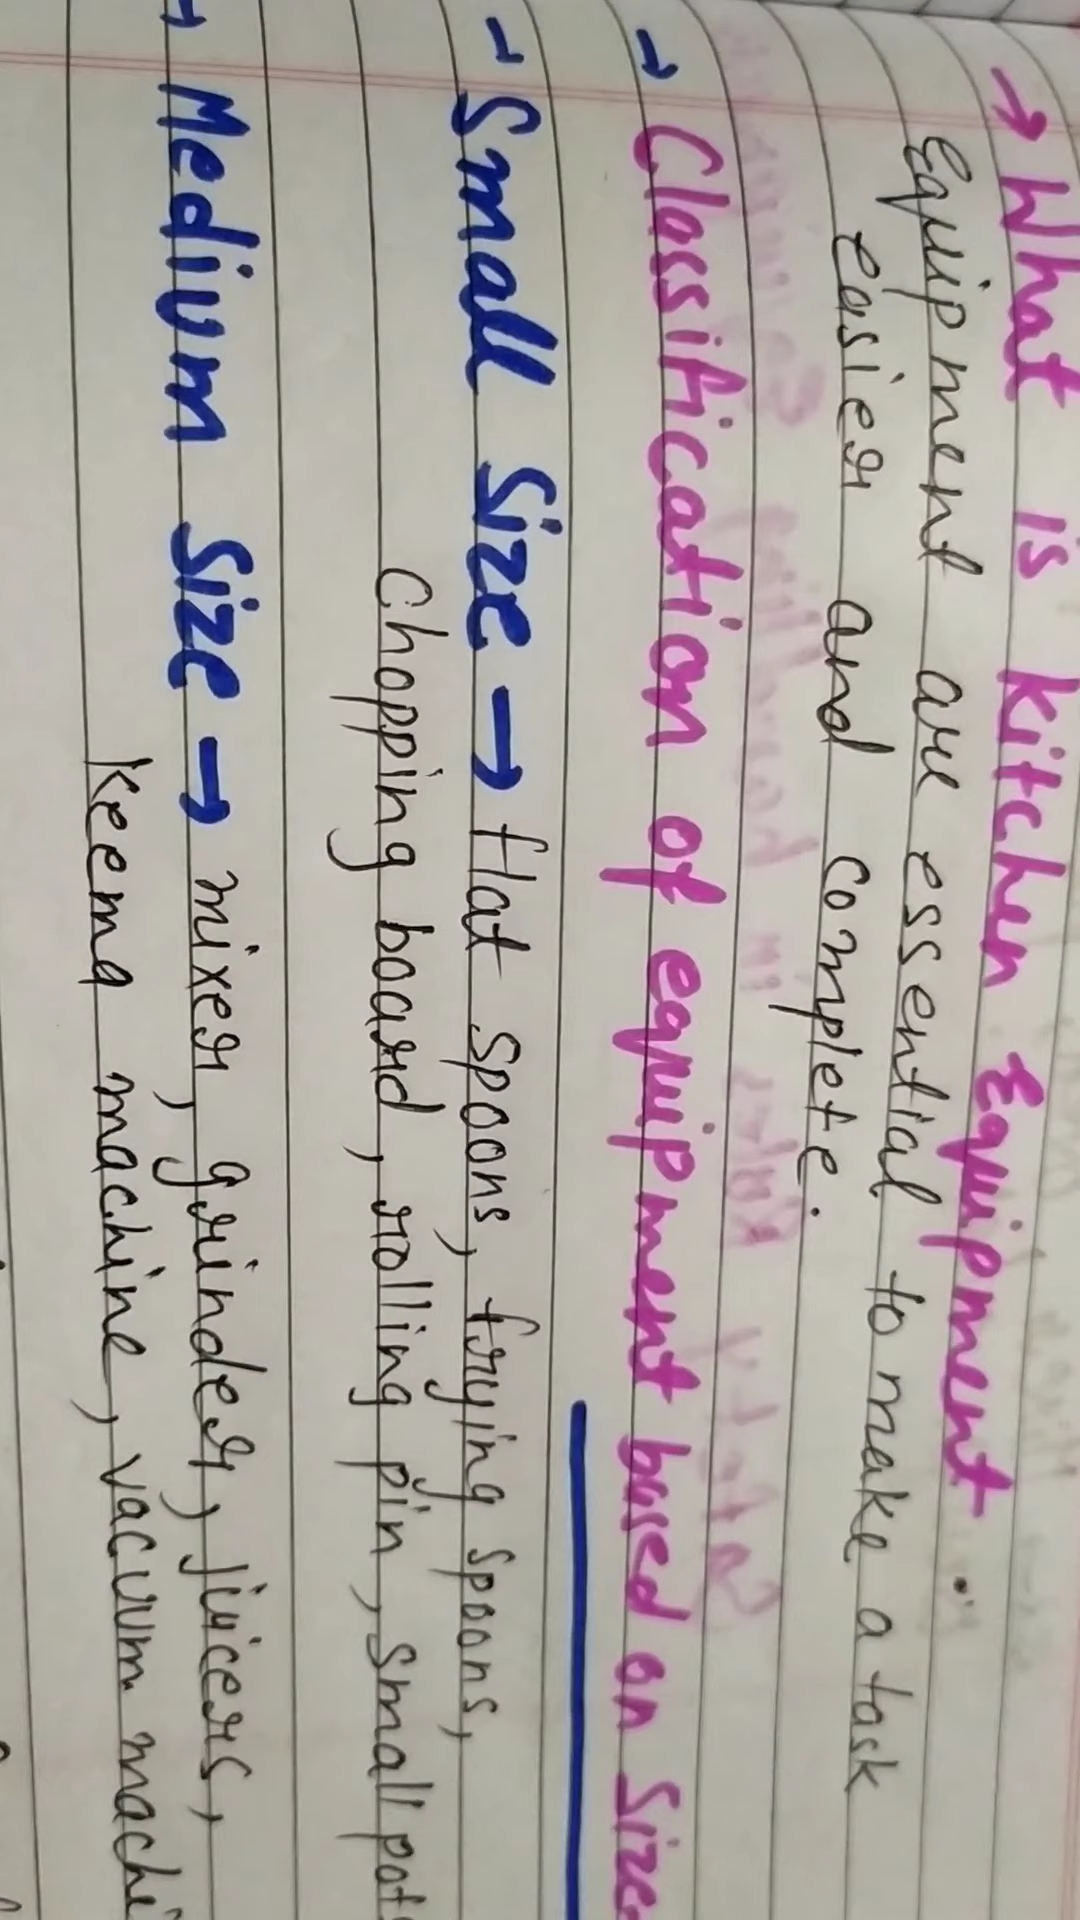 → What is kitchen Equipment
Equipment are essential to make a task
easier and complete.
→ Classification of equipment based on Size
→ Small Size → flat spoons, frying spoons,
Chopping board, rolling pin, small pot
→ Medium Size → mixer, grinder, juicers,
keema machine, vacuum machi